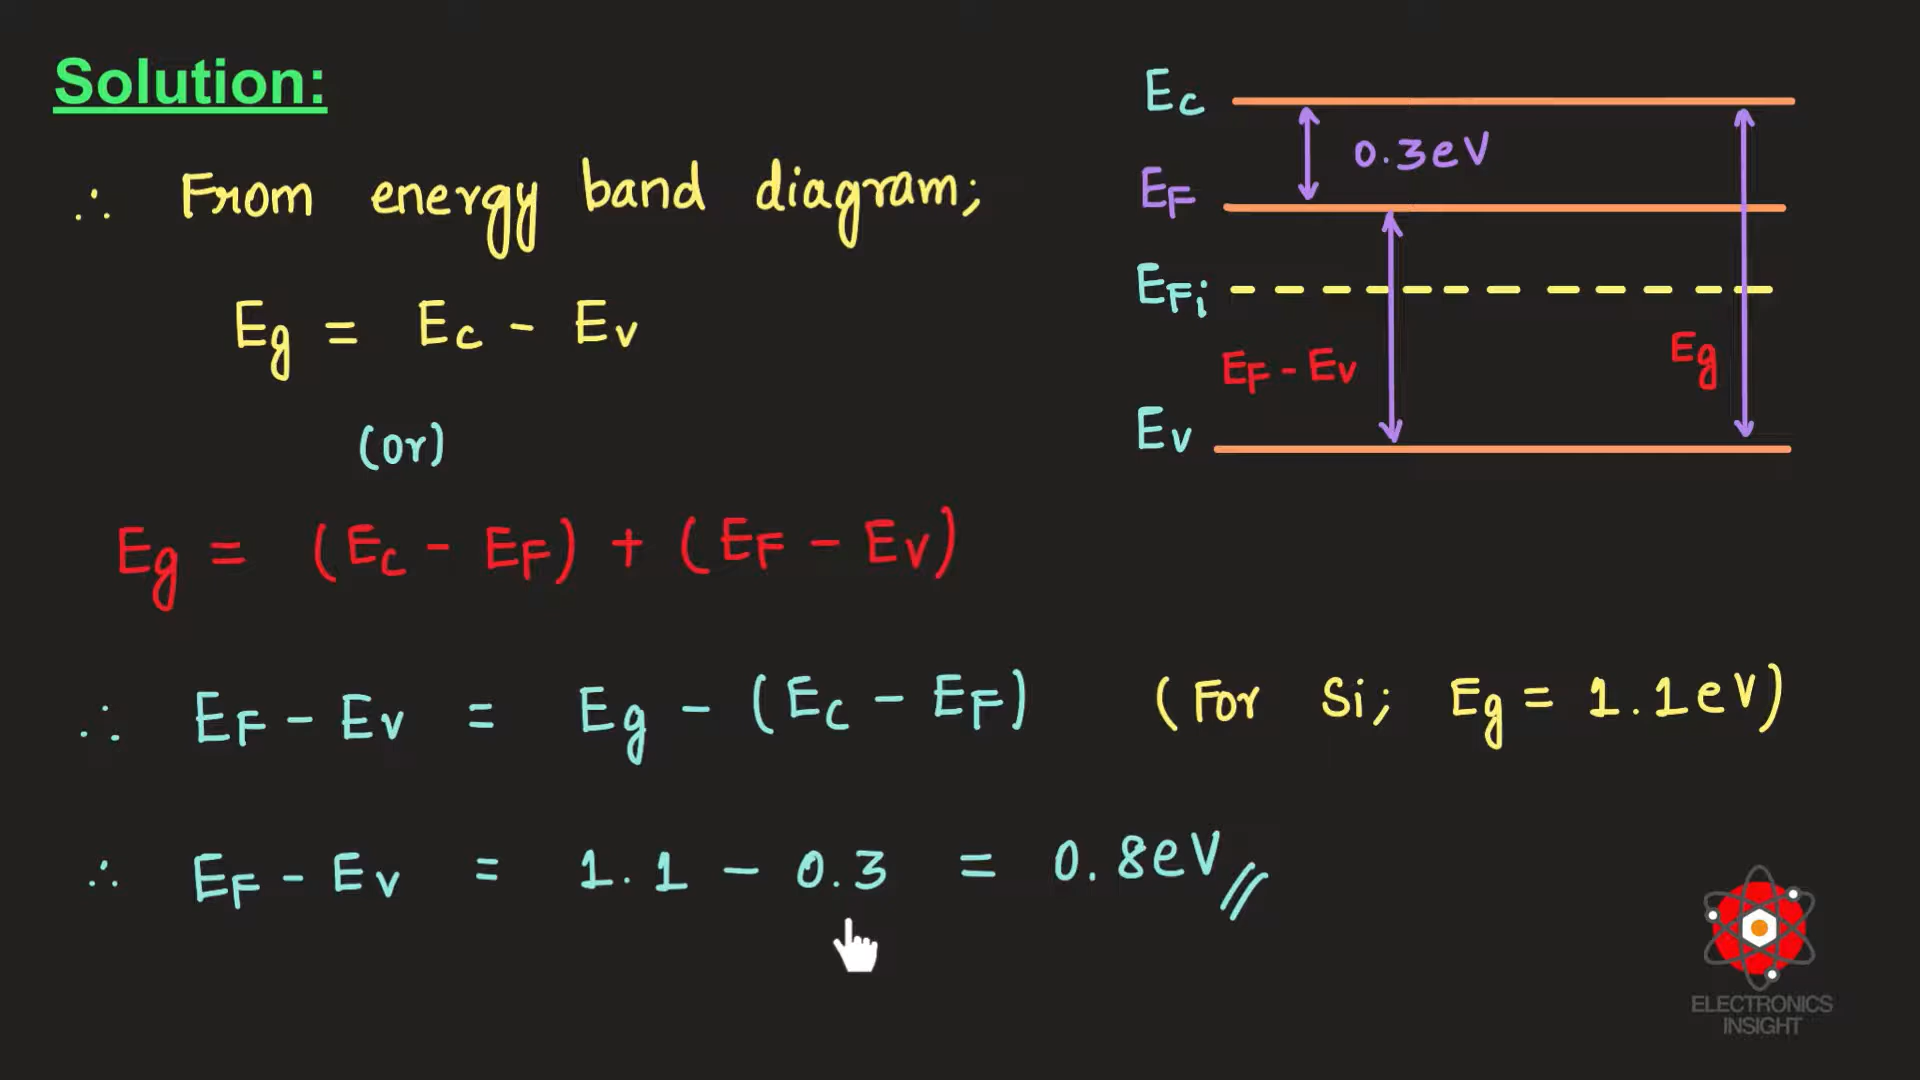 Solution:
∴ From energy band diagram;
Eg = Ec - Ev
(or)
Eg = (Ec - EF) + (EF - Ev)
∴ EF - Ev = Eg - (Ec - EF) (For Si; Eg = 1.1eV)
∴ EF - Ev = 1.1 - 0.3 = 0.8eV//
Ec
0.3eV
EF
EFi
EF - Ev
Eg
Ev
ELECTRONICS
INSIGHT